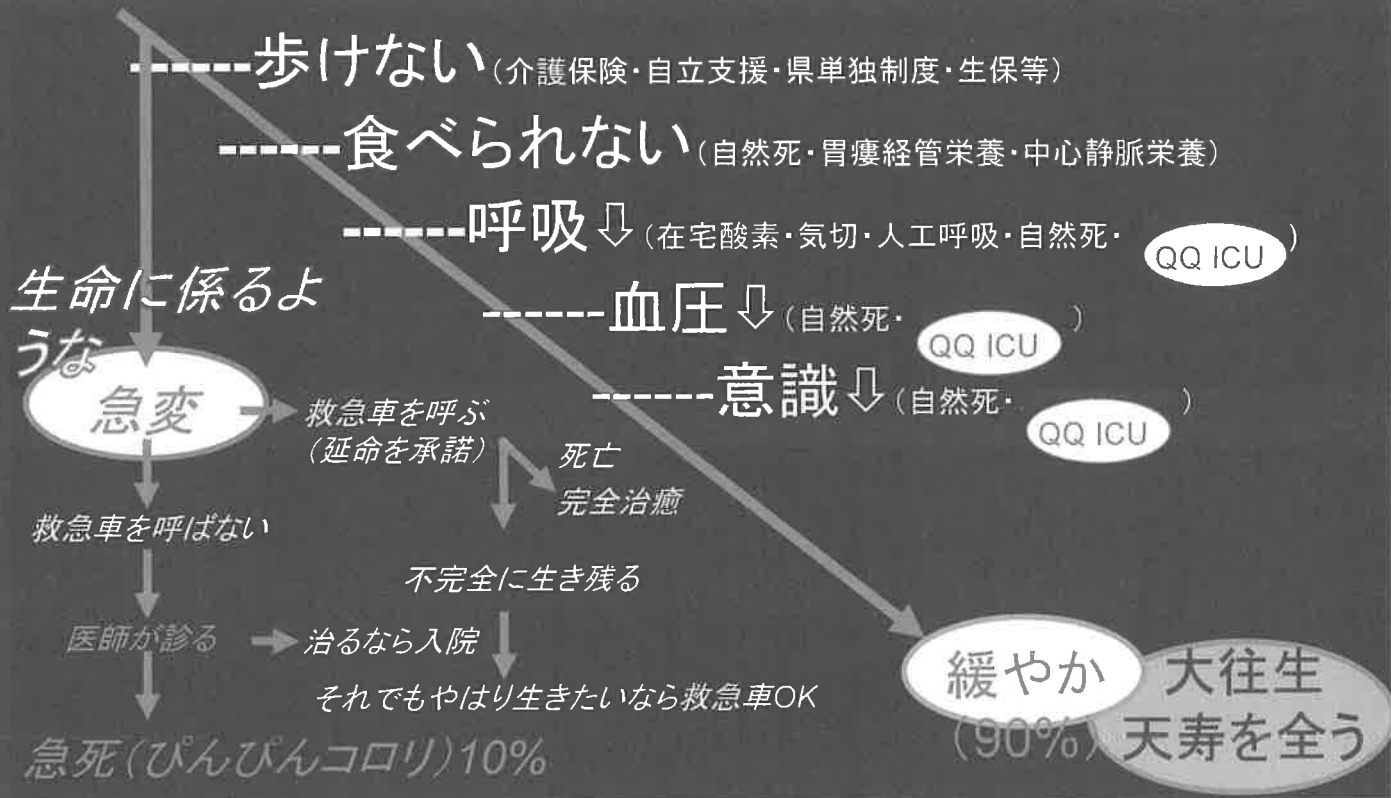 ------歩けない(介護保険・自立支援・県単独制度・生保等)
------食べられない(自然死・胃瘻経管栄養・中心静脈栄養)
------呼吸⇩(在宅酸素・気切・人工呼吸・自然死・QQ ICU)
------血圧⇩(自然死・QQ ICU)
------意識⇩(自然死・QQ ICU)
生命に係るよ
うな
急変
救急車を呼ぶ
(延命を承諾)
死亡
完全治癒
救急車を呼ばない
不完全に生き残る
医師が診る
治るなら入院
それでもやはり生きたいなら救急車OK
急死(ぴんぴんコロリ)10%
緩やか
(90%)
大往生
天寿を全う